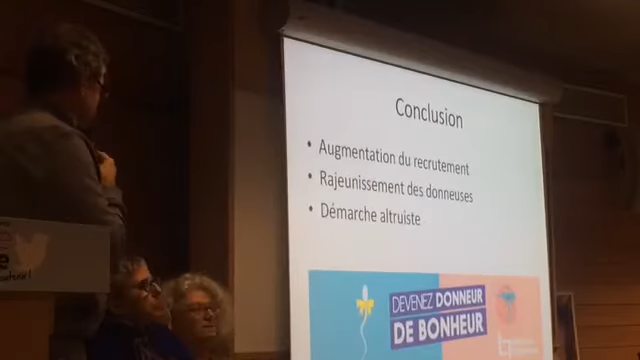 Conclusion
• Augmentation du recrutement
• Rajeunissement des donneuses
• Démarche altruiste
DEVENEZ DONNEUR
DE BONHEUR